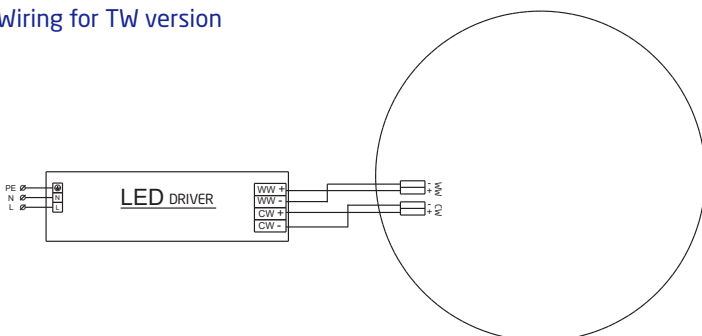 Wiring for TW version
PE
N
L
N
L
LED DRIVER
WW +
WW -
CW +
CW -
- +
WW
- +
CW